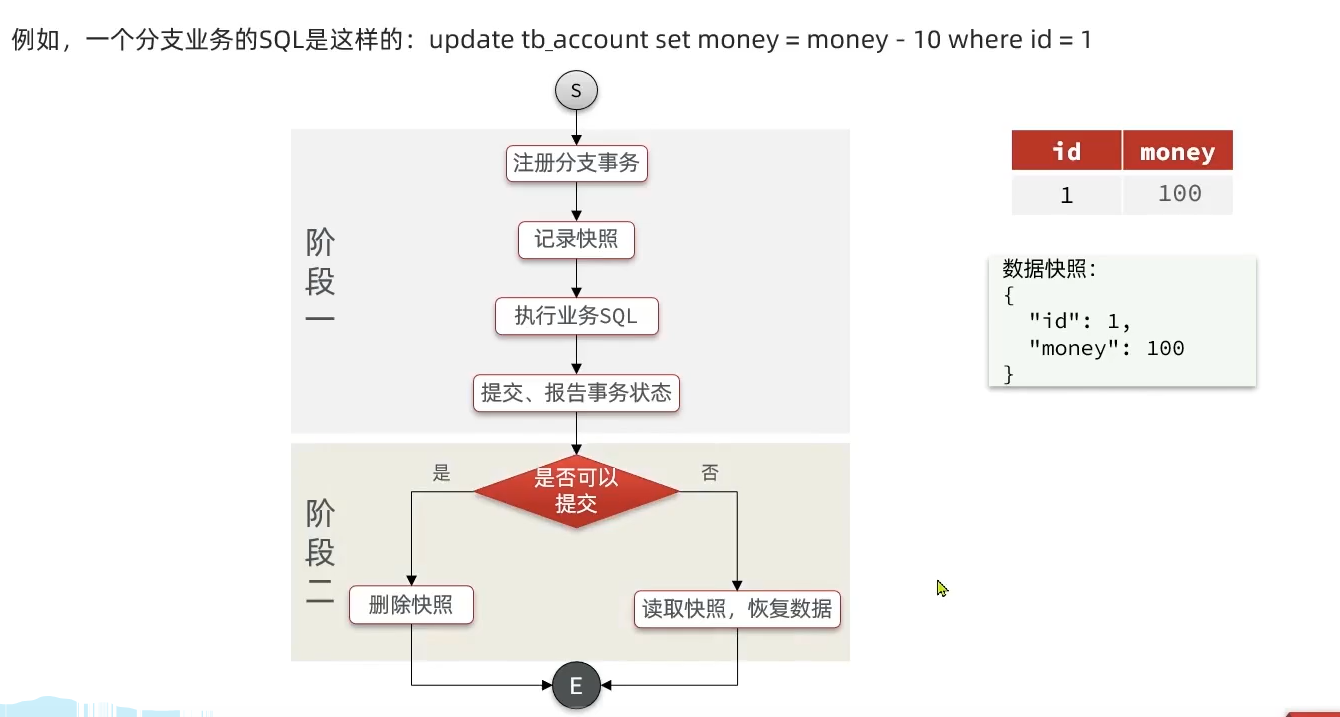 例如，一个分支业务的SQL是这样的：update tb_account set money = money - 10 where id = 1
S
阶段一
注册分支事务
记录快照
执行业务SQL
提交、报告事务状态
id money
1 100
数据快照：
{
"id": 1,
"money": 100
}
阶段二
是否可以
提交
是
否
删除快照
读取快照，恢复数据
E